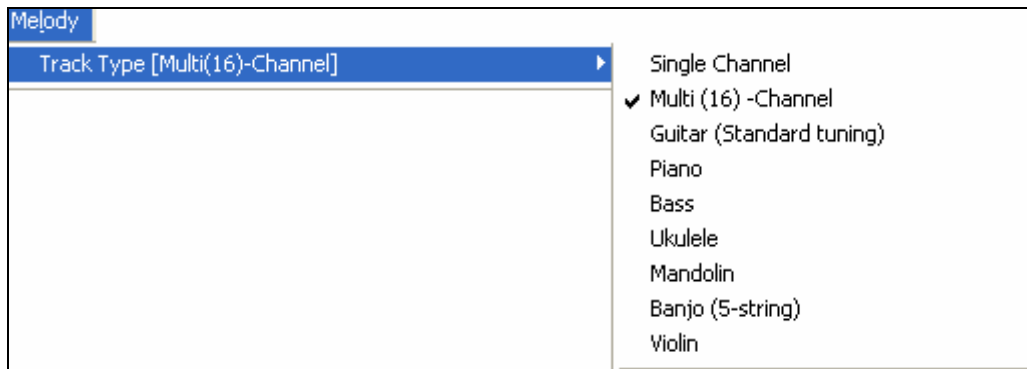 Melody
Track Type [Multi(16)-Channel]
Single Channel
Multi (16) -Channel
Guitar (Standard tuning)
Piano
Bass
Ukulele
Mandolin
Banjo (5-string)
Violin